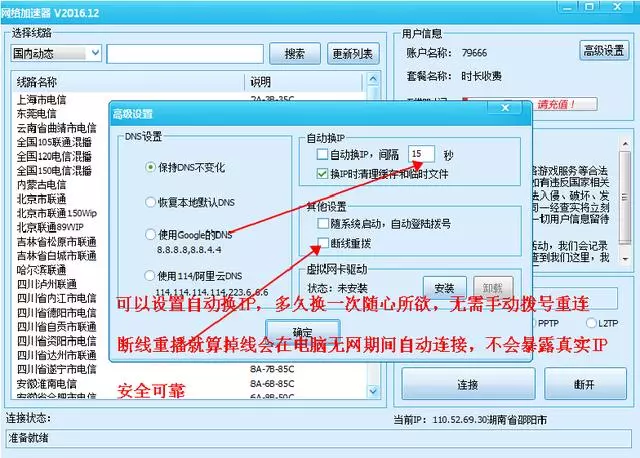 网络加速器 V2016.12
选择线路
国内动态
搜索
更新列表
线路名称
说明
上海市电信
2A-3B-35C
东莞电信
云南省曲靖市电信
全国105联通混播
全国120电信混播
全国150电信混播
内蒙古电信
北京市联通
北京市联通150Wip
北京联通89WIP
吉林省松原市联通
吉林省白城市联通
哈尔滨联通
四川泸州联通
四川省内江市电信
四川省德阳市电信
四川省自贡市联通
四川省资阳市电信
四川省达州市联通
四川省遂宁市电信
8A-7B-85C
安徽淮南电信
8A-6B-85C
安徽省合肥市电信
连接状态：
准备就绪
用户信息
账户名称： 79666
高级设置
套餐名称： 时长收费
请充值！
游戏服务等合法
如有违反国家相关
法入侵、破坏、发
同一经查实将立刻
一切用户信息留待
活动，我们会记录
查到我们这里，我
PPTP
L2TP
连接
断开
当前IP：110.52.69.30湖南省邵阳市
高级设置
DNS设置
保持DNS不变化
恢复本地默认DNS
使用Google的DNS
8.8.8.8,8.8.4.4
使用114/阿里云DNS
114.114.114.114,223.6.6.6
自动换IP
自动换IP，间隔 15 秒
换IP时清理缓存和临时文件
其他设置
随系统启动，自动登陆拨号
断线重拨
虚拟网卡驱动
状态：未安装
安装
卸载
确定
可以设置自动换IP，多久换一次随心所欲，无需手动拨号重连
断线重播就算掉线会在电脑无网期间自动连接，不会暴露真实IP
安全可靠